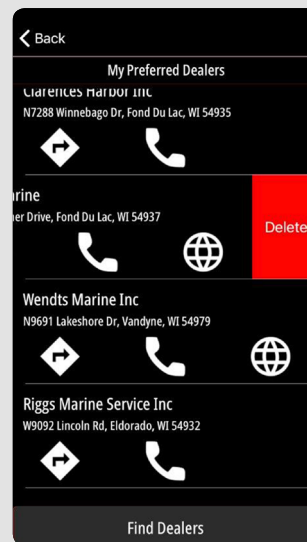 Back
My Preferred Dealers
Clarences Harbor Inc
N7288 Winnebago Dr, Fond Du Lac, WI 54935
rine
er Drive, Fond Du Lac, WI 54937
Delete
Wendts Marine Inc
N9691 Lakeshore Dr, Vandyne, WI 54979
Riggs Marine Service Inc
W9092 Lincoln Rd, Eldorado, WI 54932
Find Dealers